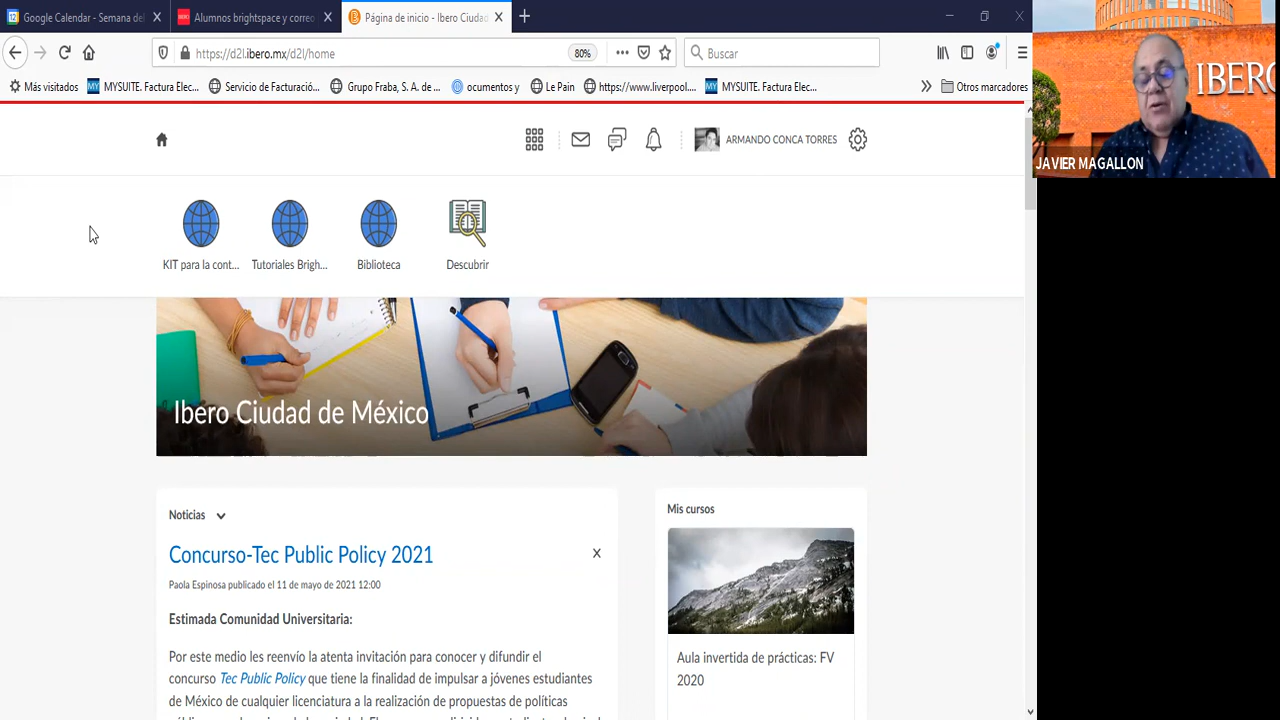 Google Calendar - Semana del
Alumnos brightspace y correo
Página de inicio - Ibero Ciudad
https://d2l.ibero.mx/d2l/home
80%
Buscar
Más visitados
MY
MYSUITE. Factura Elec...
Servicio de Facturació...
Grupo Fraba, S. A. de ...
ocumentos y
Le Pain
https://www.liverpool....
MY
MYSUITE. Factura Elec...
Otros marcadores
IBERO
JAVIER MAGALLON
ARMANDO CONCA TORRES
KIT para la cont...
Tutoriales Brigh...
Biblioteca
Descubrir
Ibero Ciudad de México
Noticias
Concurso-Tec Public Policy 2021
Paola Espinosa publicado el 11 de mayo de 2021 12:00
Estimada Comunidad Universitaria:
Por este medio les reenvío la atenta invitación para conocer y difundir el
concurso Tec Public Policy que tiene la finalidad de impulsar a jóvenes estudiantes
de México de cualquier licenciatura a la realización de propuestas de políticas
Mis cursos
Aula invertida de prácticas: FV
2020